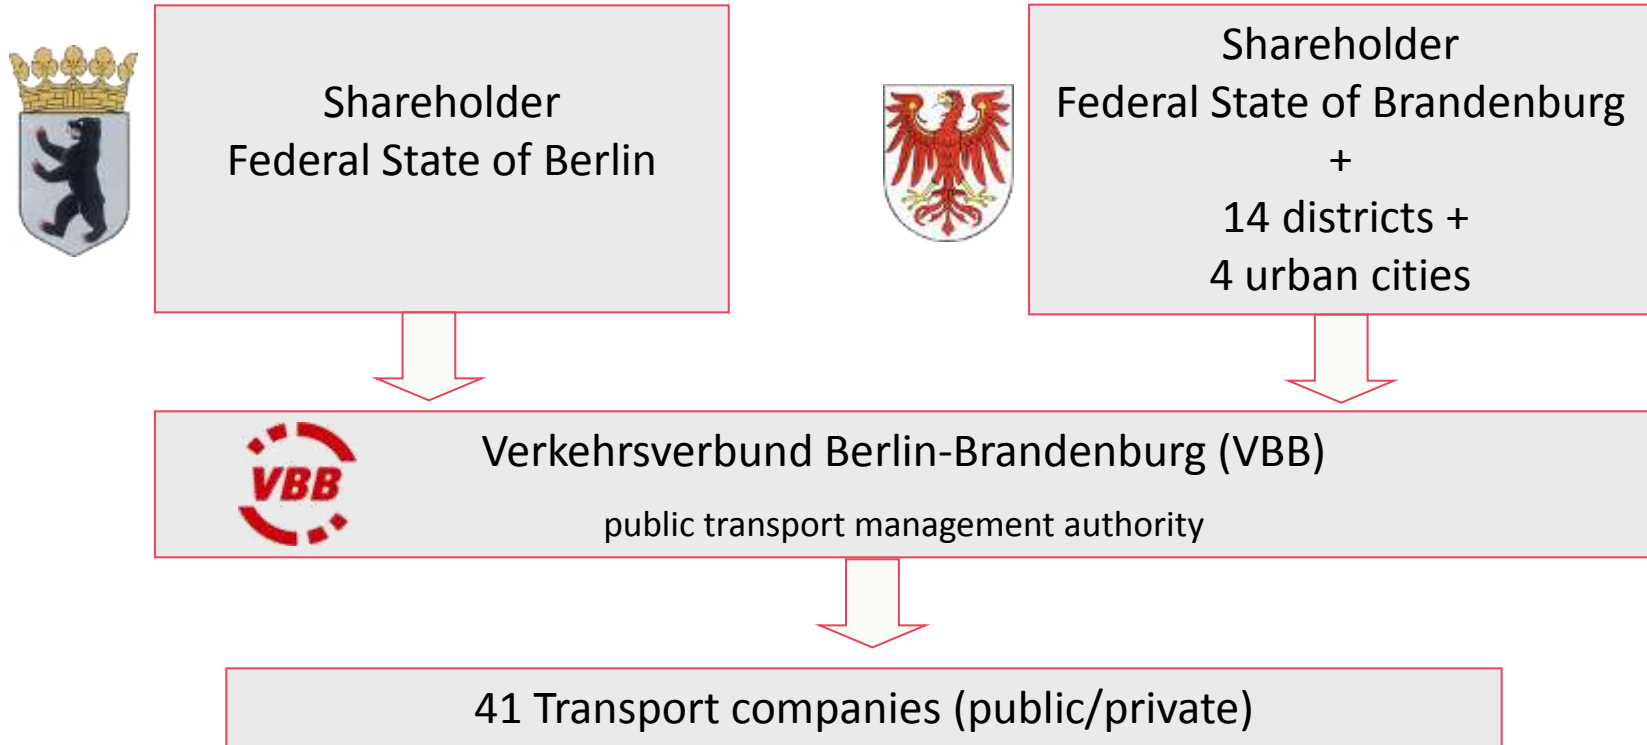 Shareholder
Federal State of Berlin
Shareholder
Federal State of Brandenburg
+
14 districts +
4 urban cities
VBB
Verkehrsverbund Berlin-Brandenburg (VBB)
public transport management authority
41 Transport companies (public/private)